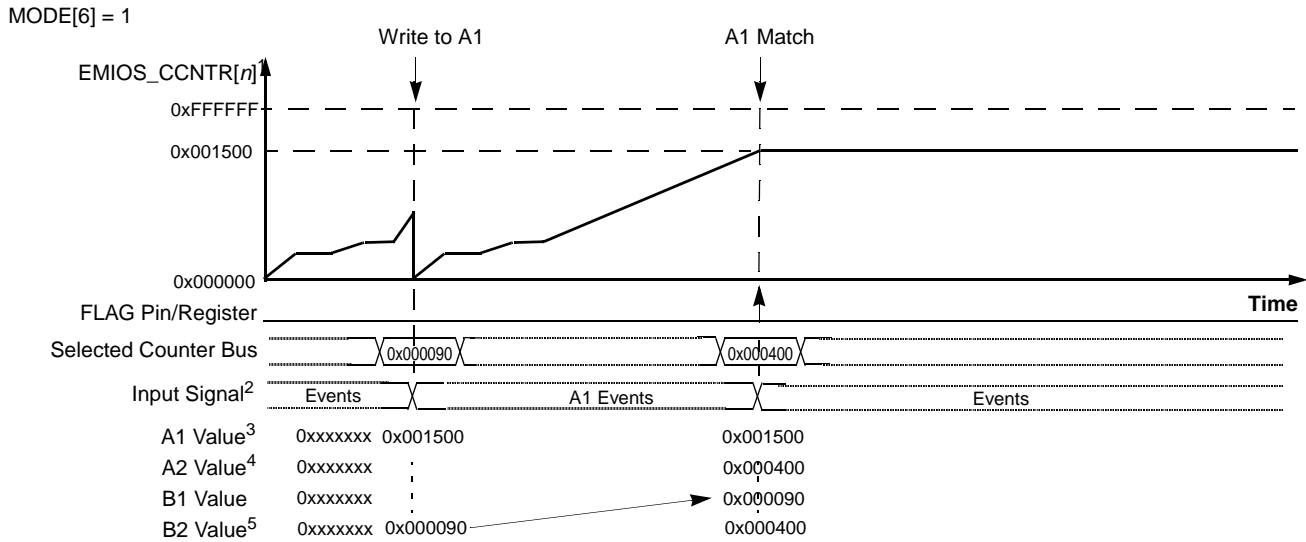 MODE[6] = 1
Write to A1 A1 Match
EMIOS_CCNTR[n]1
0xFFFFFF
0x001500
0x000000
Time
FLAG Pin/Register
Selected Counter Bus 0x000090 0x000400
Input Signal2 Events A1 Events Events
A1 Value3 0xxxxxxx 0x001500 0x001500
A2 Value4 0xxxxxxx 0x000400
B1 Value 0xxxxxxx 0x000090
B2 Value5 0xxxxxxx 0x000090 0x000400